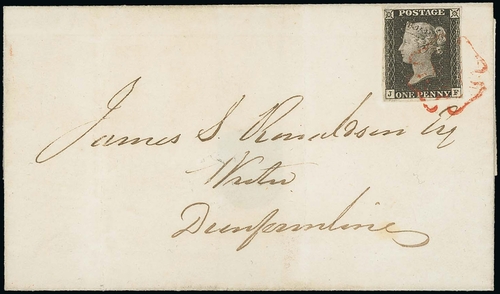 POSTAGE
J F
ONE PENNY
James S. Ronaldson Esq
Writer
Dunfermline